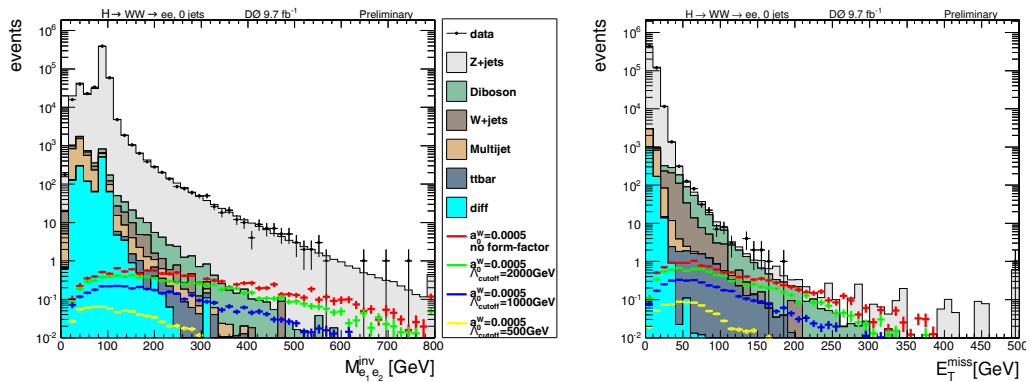 H→ WW → ee, 0 jets DØ 9.7 fb⁻¹ Preliminary
events
10⁶
10⁵
10⁴
10³
10²
10
1
10⁻¹
10⁻²
0 100 200 300 400 500 600 700 800
M^inv_e₁e₂ [GeV]
data
Z+jets
Diboson
W+jets
Multijet
ttbar
diff
a₀^W=0.0005
no form-factor
a₀^W=0.0005
Λ_cutoff=2000GeV
a₀^W=0.0005
Λ_cutoff=1000GeV
a₀^W=0.0005
Λ_cutoff=500GeV
H→ WW → ee, 0 jets DØ 9.7 fb⁻¹ Preliminary
events
10⁶
10⁵
10⁴
10³
10²
10
1
10⁻¹
10⁻²
0 50 100 150 200 250 300 350 400 450 500
E_T^miss [GeV]